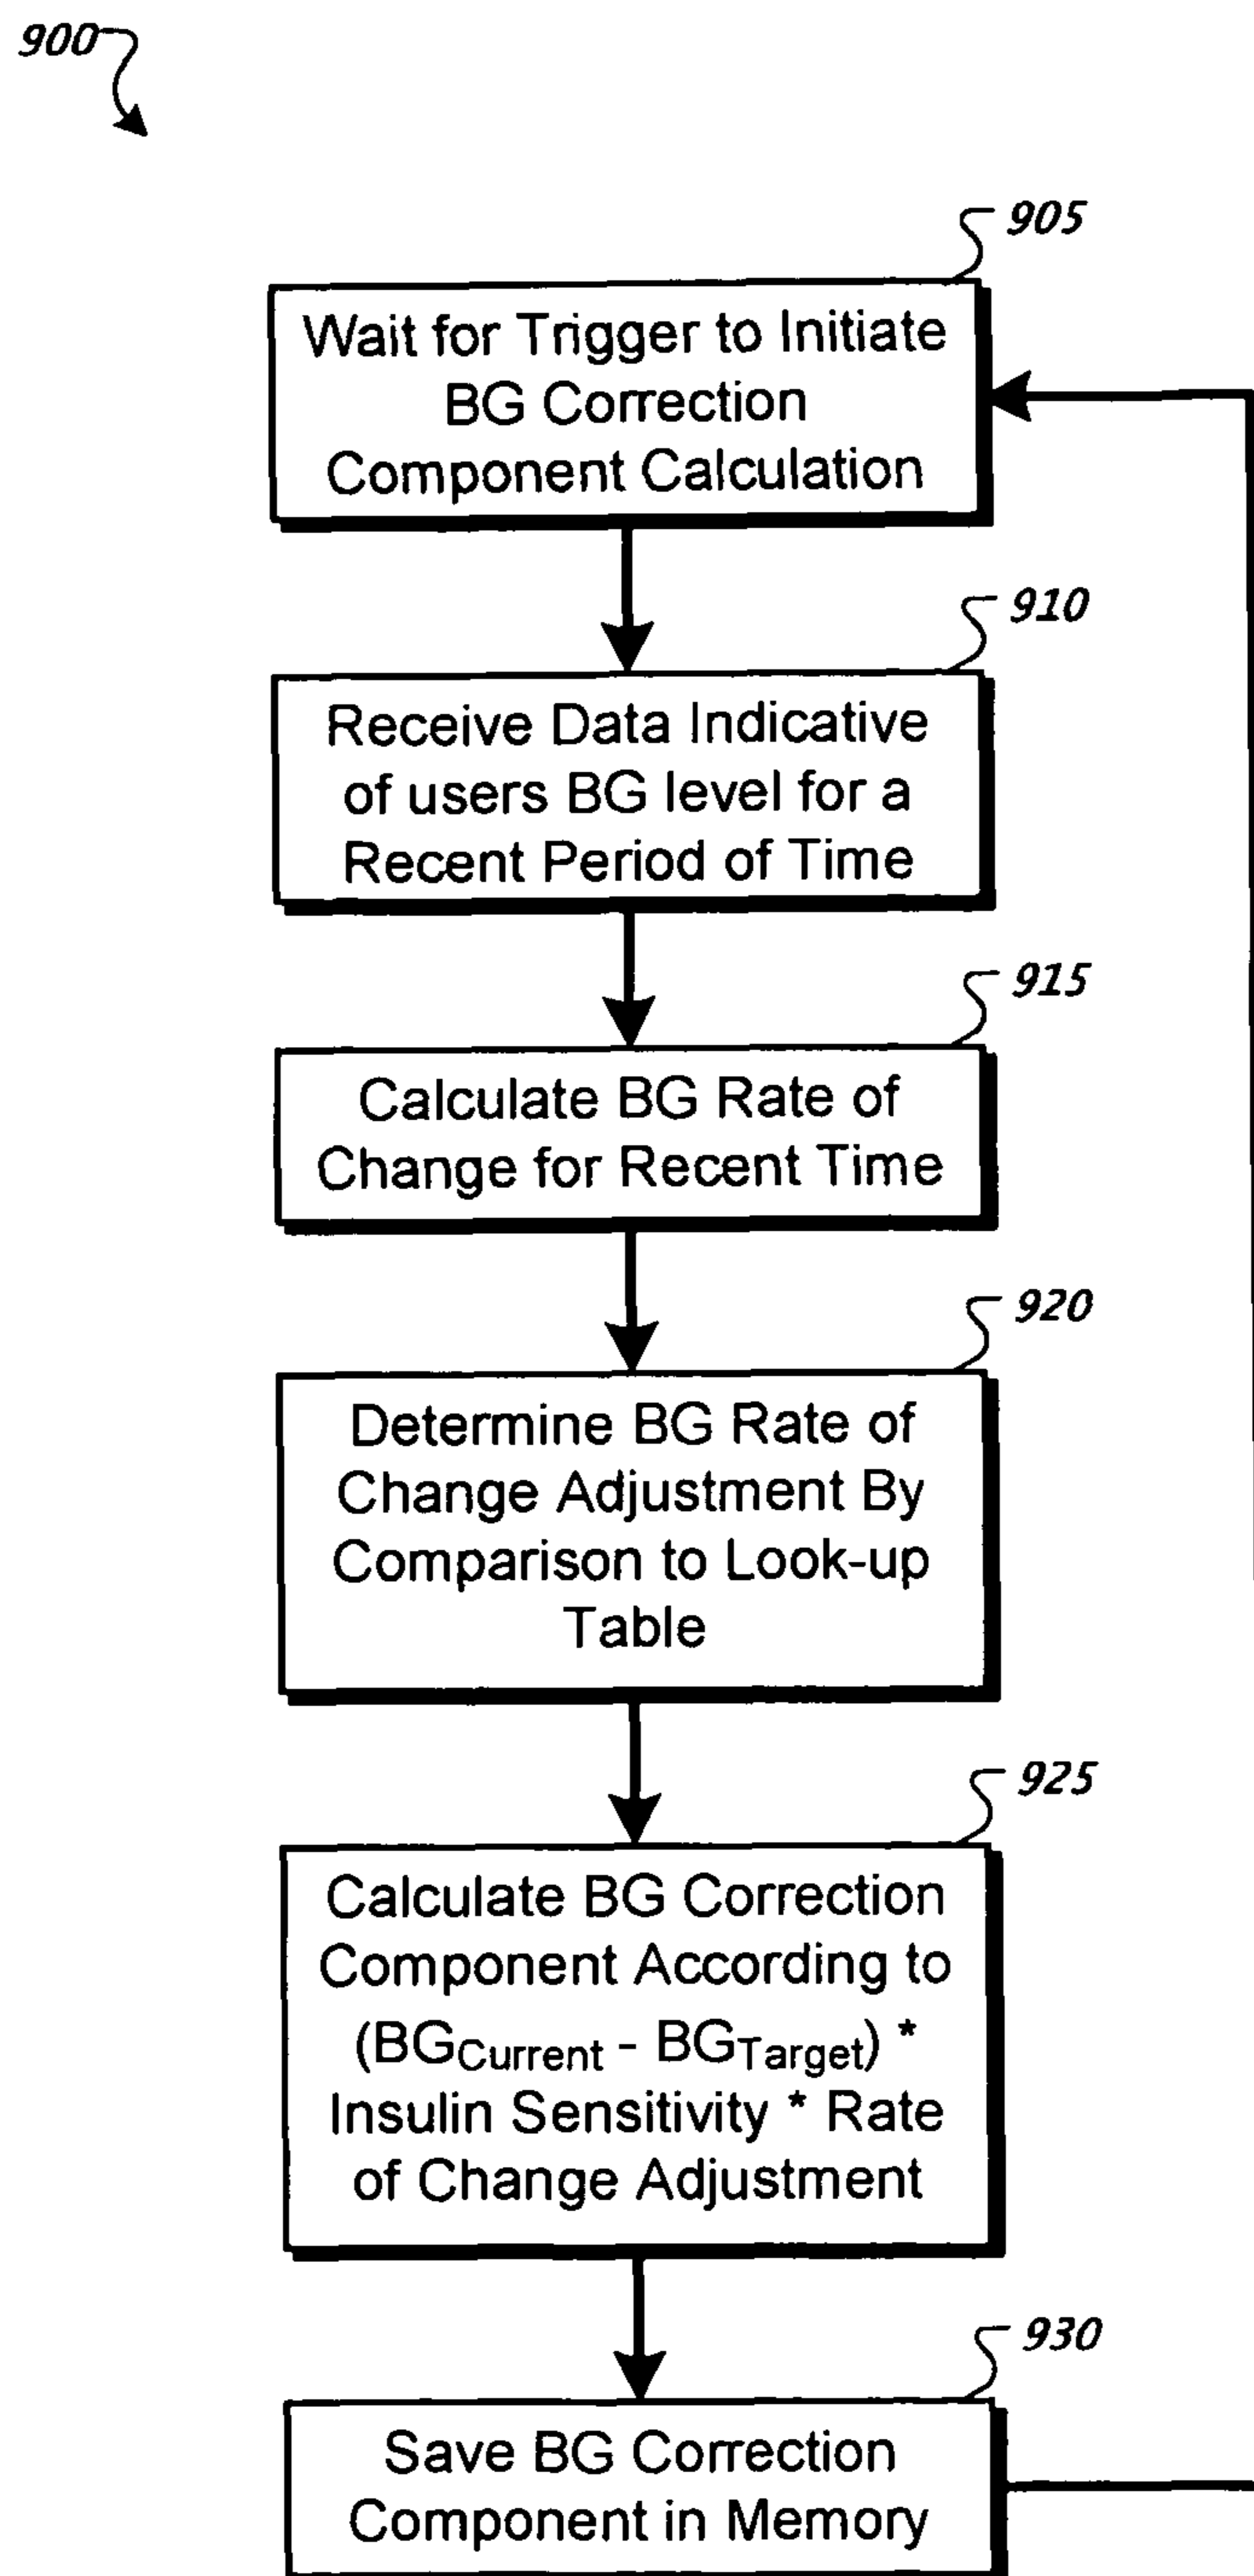 900
905
Wait for Trigger to Initiate
BG Correction
Component Calculation
910
Receive Data Indicative
of users BG level for a
Recent Period of Time
915
Calculate BG Rate of
Change for Recent Time
920
Determine BG Rate of
Change Adjustment By
Comparison to Look-up
Table
925
Calculate BG Correction
Component According to
(BGCurrent - BGTarget) *
Insulin Sensitivity * Rate
of Change Adjustment
930
Save BG Correction
Component in Memory